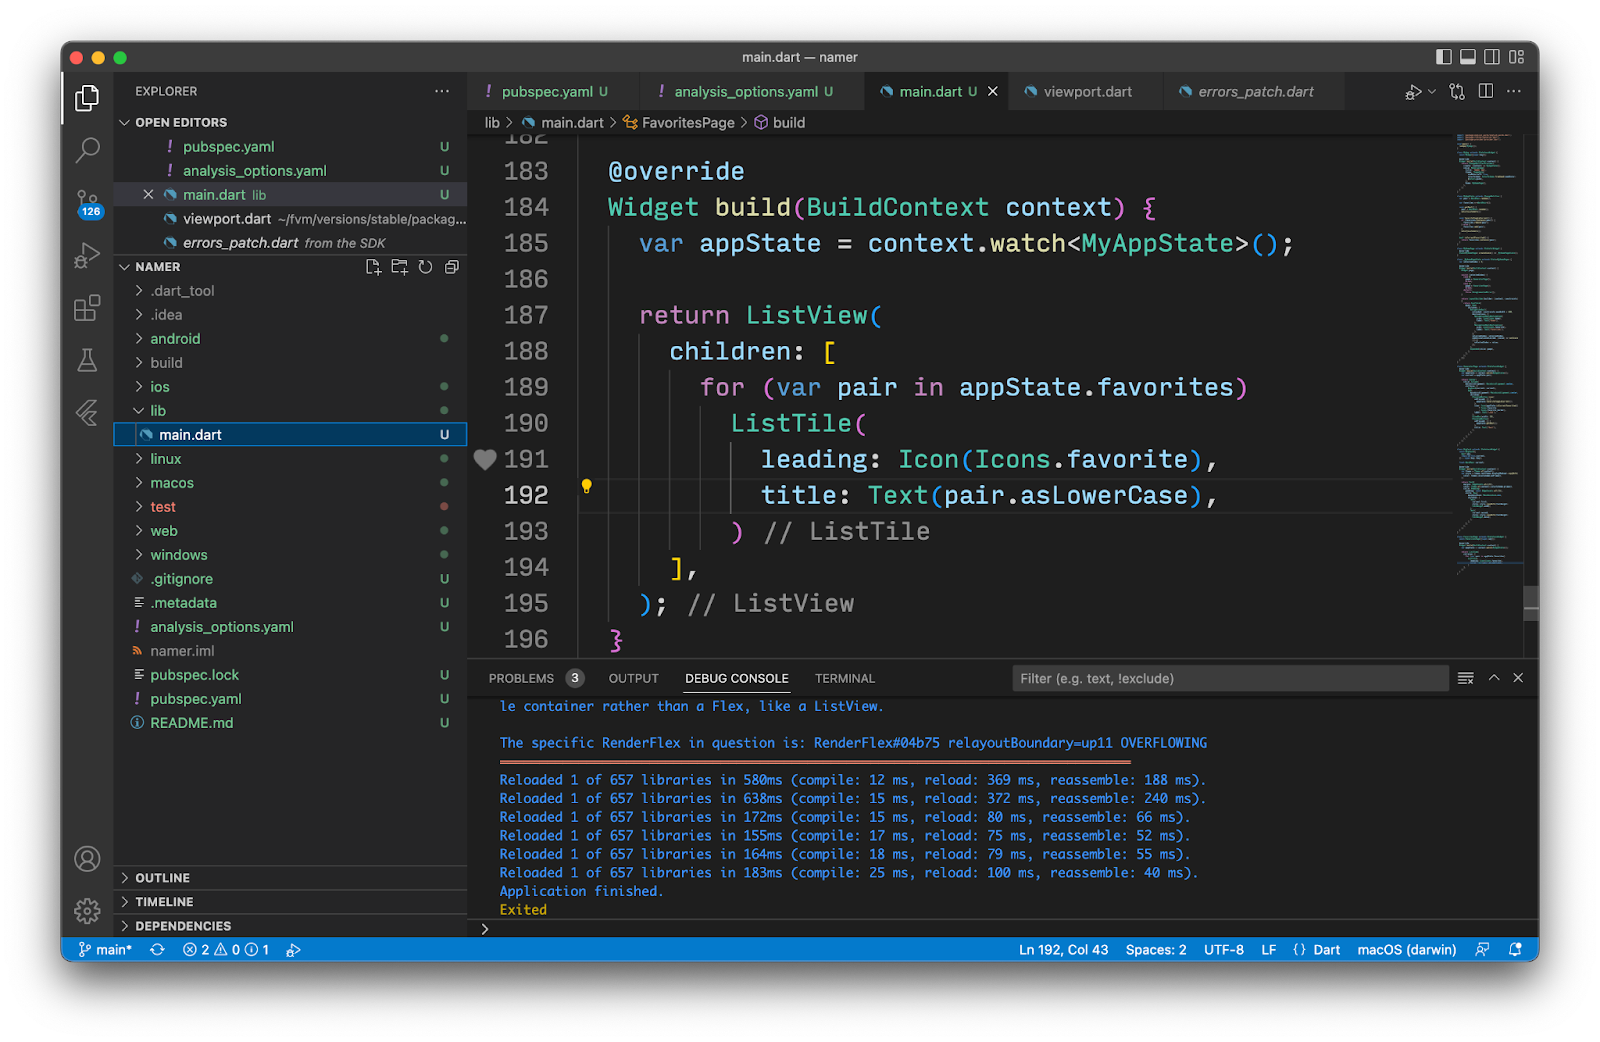 main.dart — namer
EXPLORER
OPEN EDITORS
! pubspec.yaml U
! analysis_options.yaml U
main.dart lib U
viewport.dart ~/fvm/versions/stable/packag...
errors_patch.dart from the SDK
126
NAMER
.dart_tool
.idea
android
build
ios
lib
main.dart U
linux
macos
test
web
windows
.gitignore U
.metadata U
! analysis_options.yaml U
namer.iml
pubspec.lock U
! pubspec.yaml U
README.md U
OUTLINE
TIMELINE
DEPENDENCIES
! pubspec.yaml U ! analysis_options.yaml U main.dart U viewport.dart errors_patch.dart
lib > main.dart > FavoritesPage > build
182
183 @override
184 Widget build(BuildContext context) {
185 var appState = context.watch<MyAppState>();
186
187 return ListView(
188 children: [
189 for (var pair in appState.favorites)
190 ListTile(
191 leading: Icon(Icons.favorite),
192 title: Text(pair.asLowerCase),
193 ) // ListTile
194 ],
195 ); // ListView
196 }
PROBLEMS 3 OUTPUT DEBUG CONSOLE TERMINAL Filter (e.g. text, !exclude)
le container rather than a Flex, like a ListView.
The specific RenderFlex in question is: RenderFlex#04b75 relayoutBoundary=up11 OVERFLOWING
Reloaded 1 of 657 libraries in 580ms (compile: 12 ms, reload: 369 ms, reassemble: 188 ms).
Reloaded 1 of 657 libraries in 638ms (compile: 15 ms, reload: 372 ms, reassemble: 240 ms).
Reloaded 1 of 657 libraries in 172ms (compile: 15 ms, reload: 80 ms, reassemble: 66 ms).
Reloaded 1 of 657 libraries in 155ms (compile: 17 ms, reload: 75 ms, reassemble: 52 ms).
Reloaded 1 of 657 libraries in 164ms (compile: 18 ms, reload: 79 ms, reassemble: 55 ms).
Reloaded 1 of 657 libraries in 183ms (compile: 25 ms, reload: 100 ms, reassemble: 40 ms).
Application finished.
Exited
>
main* 2 0 1 Ln 192, Col 43 Spaces: 2 UTF-8 LF {} Dart macOS (darwin)